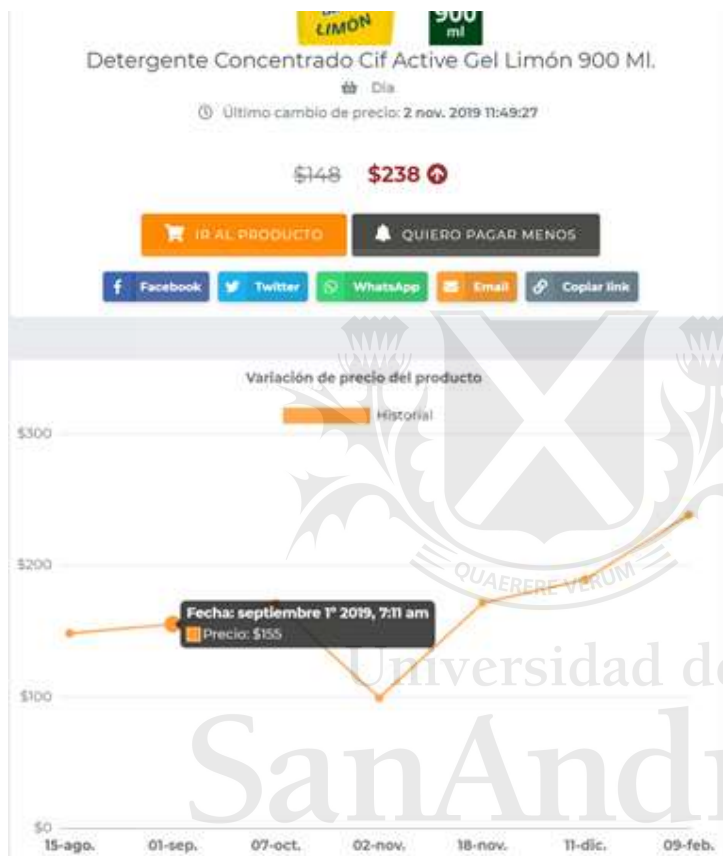 LIMÓN
900
ml
Detergente Concentrado Cif Active Gel Limón 900 Ml.
Día
Último cambio de precio: 2 nov. 2019 11:49:27
$148 $238
IR AL PRODUCTO QUIERO PAGAR MENOS
Facebook Twitter WhatsApp Email Copiar link
Variación de precio del producto
Historial
$300
$200
QUAERERE VERUM
Fecha: septiembre 1º 2019, 7:11 am
Precio: $155
$100
Universidad de
SanAndr
$0
15-ago. 01-sep. 07-oct. 02-nov. 18-nov. 11-dic. 09-feb.